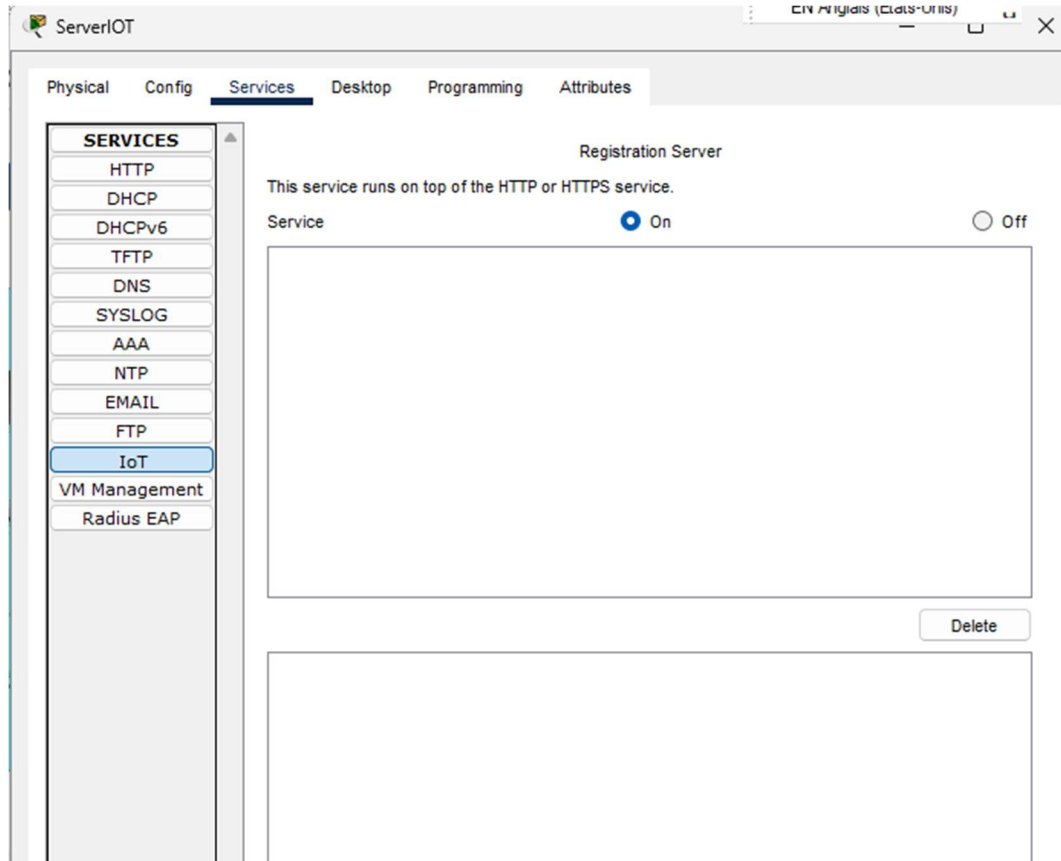 EN Anglais (États-Unis)
ServerIOT
Physical Config Services Desktop Programming Attributes
SERVICES
HTTP
DHCP
DHCPv6
TFTP
DNS
SYSLOG
AAA
NTP
EMAIL
FTP
IoT
VM Management
Radius EAP
Registration Server
This service runs on top of the HTTP or HTTPS service.
Service On Off
Delete